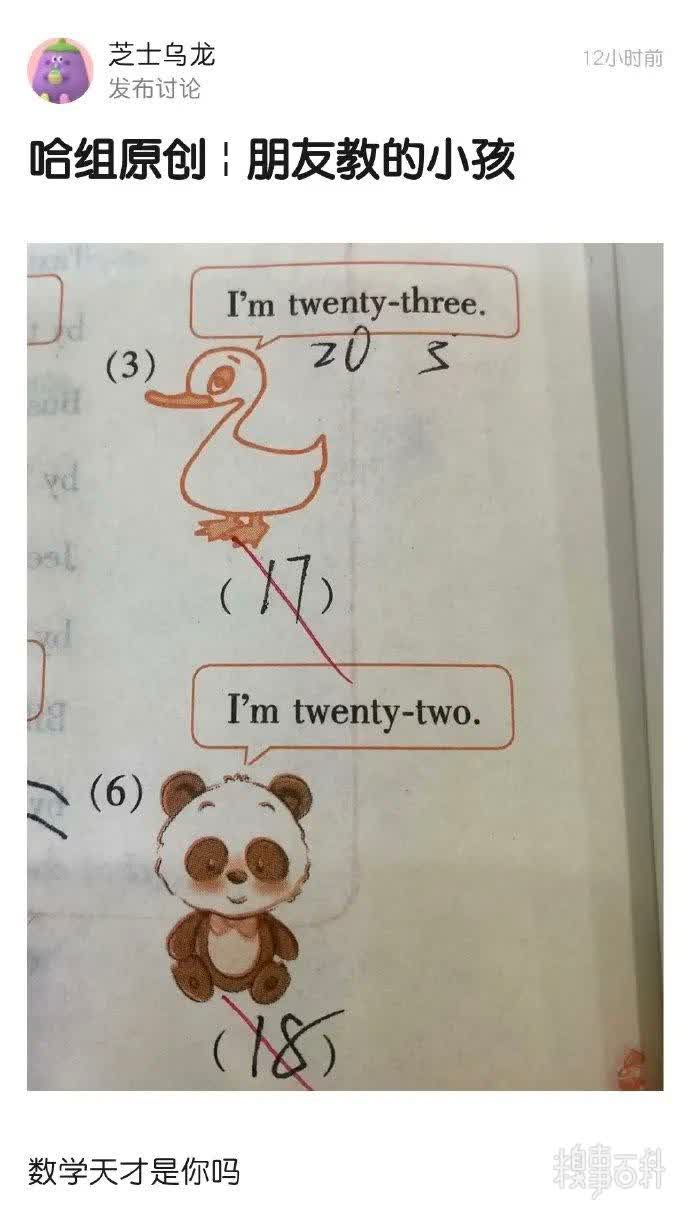 芝士乌龙
12小时前
发布讨论
哈组原创 | 朋友教的小孩
I'm twenty-three.
(3)
20 3
(17)
I'm twenty-two.
(6)
(18)
数学天才是你吗
糗事百科